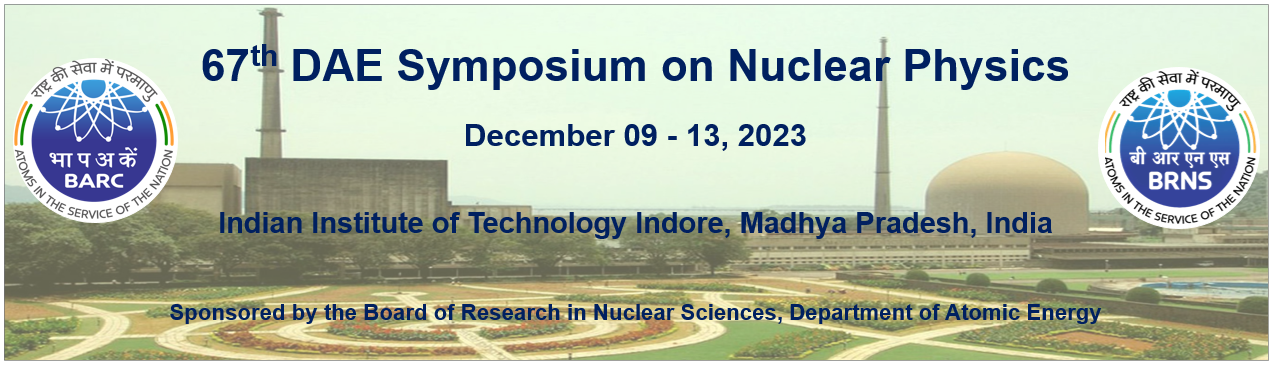 67th DAE Symposium on Nuclear Physics
December 09 - 13, 2023
राष्ट्र की सेवा में परमाणु
भा प अ कें
BARC
ATOMS IN THE SERVICE OF THE NATION
राष्ट्र की सेवा में परमाणु
बी आर एन एस
BRNS
ATOMS IN THE SERVICE OF THE NATION
Indian Institute of Technology Indore, Madhya Pradesh, India
Sponsored by the Board of Research in Nuclear Sciences, Department of Atomic Energy